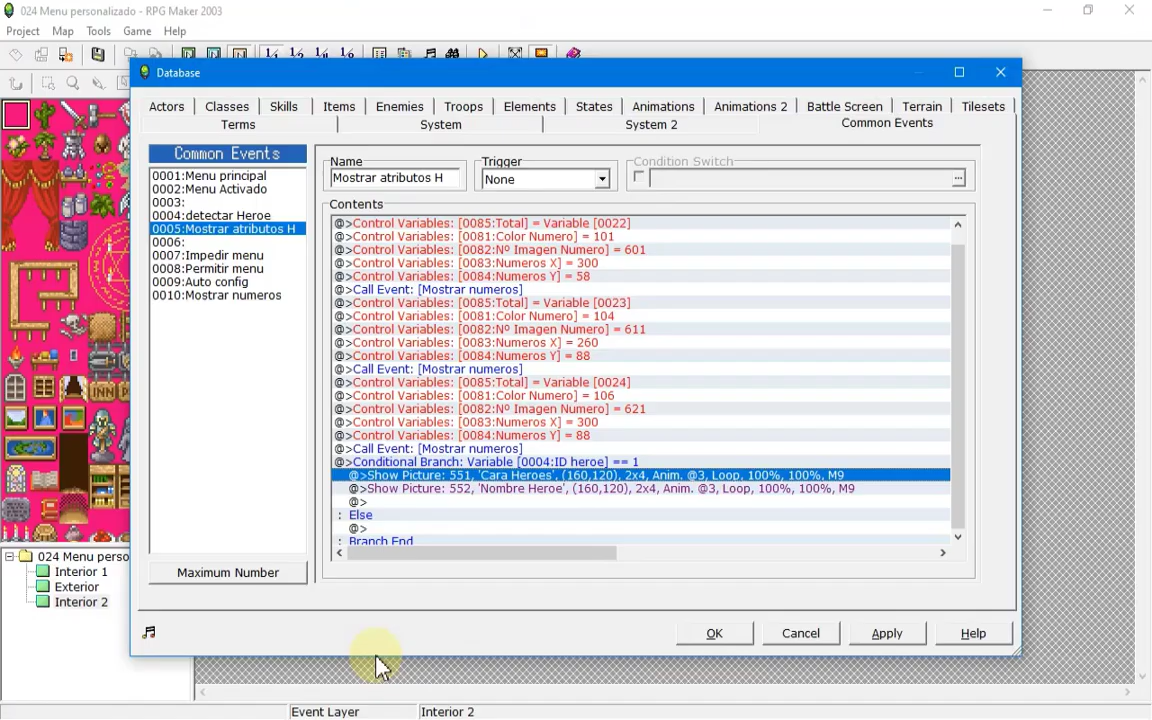 024 Menu personalizado - RPG Maker 2003
Project Map Tools Game Help
Database
Actors Classes Skills Items Enemies Troops Elements States Animations Animations 2 Battle Screen Terrain Tilesets
Terms System System 2 Common Events
Common Events
0001:Menu principal
0002:Menu Activado
0003:
0004:detectar Heroe
0005:Mostrar atributos H
0006:
0007:Impedir menu
0008:Permitir menu
0009:Auto config
0010:Mostrar numeros
Maximum Number
Name
Mostrar atributos H
Trigger
None
Condition Switch
...
Contents
@>Control Variables: [0085:Total] = Variable [0022]
@>Control Variables: [0081:Color Numero] = 101
@>Control Variables: [0082:Nº Imagen Numero] = 601
@>Control Variables: [0083:Numeros X] = 300
@>Control Variables: [0084:Numeros Y] = 58
@>Call Event: [Mostrar numeros]
@>Control Variables: [0085:Total] = Variable [0023]
@>Control Variables: [0081:Color Numero] = 104
@>Control Variables: [0082:Nº Imagen Numero] = 611
@>Control Variables: [0083:Numeros X] = 260
@>Control Variables: [0084:Numeros Y] = 88
@>Call Event: [Mostrar numeros]
@>Control Variables: [0085:Total] = Variable [0024]
@>Control Variables: [0081:Color Numero] = 106
@>Control Variables: [0082:Nº Imagen Numero] = 621
@>Control Variables: [0083:Numeros X] = 300
@>Control Variables: [0084:Numeros Y] = 88
@>Call Event: [Mostrar numeros]
@>Conditional Branch: Variable [0004:ID heroe] == 1
@>Show Picture: 551, 'Cara Heroes', (160,120), 2x4, Anim. @3, Loop, 100%, 100%, M9
@>Show Picture: 552, 'Nombre Heroe', (160,120), 2x4, Anim. @3, Loop, 100%, 100%, M9
@>
: Else
@>
: Branch End
OK Cancel Apply Help
024 Menu perso
Interior 1
Exterior
Interior 2
Event Layer Interior 2